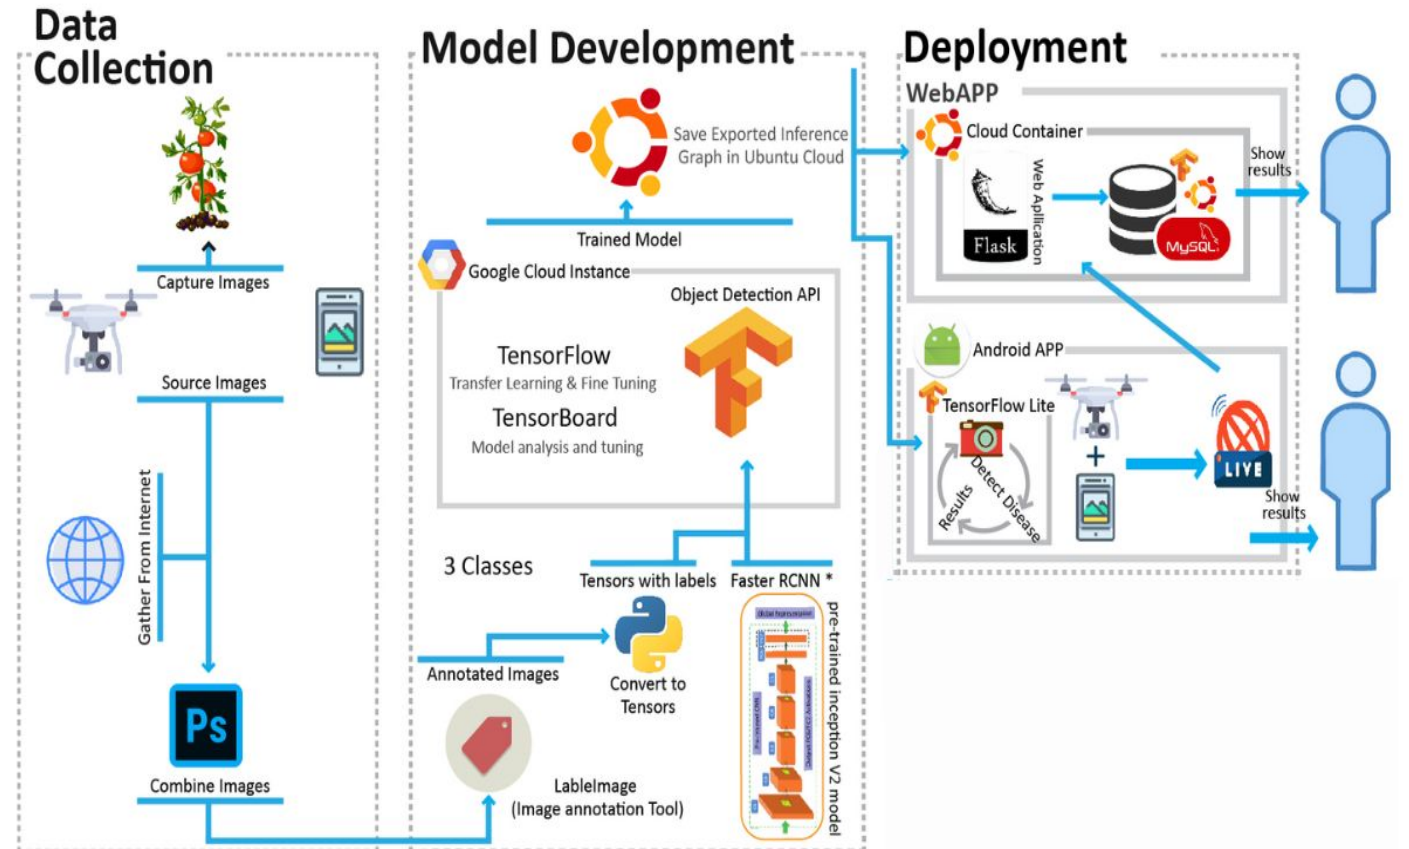 Data
Collection
Capture Images
Source Images
Gather From Internet
Ps
Combine Images
Model Development
Save Exported Inference
Graph in Ubuntu Cloud
Trained Model
Google Cloud Instance
Object Detection API
TensorFlow
Transfer Learning & Fine Tuning
TensorBoard
Model analysis and tuning
3 Classes
Tensors with labels
Faster RCNN *
pre-trained inception V2 model
Annotated Images
Convert to
Tensors
LableImage
(Image annotation Tool)
Deployment
WebAPP
Cloud Container
Flask
Web Apllication
MySQL
Show
results
Android APP
TensorFlow Lite
Detect Disease
Results
+
LIVE
Show
results